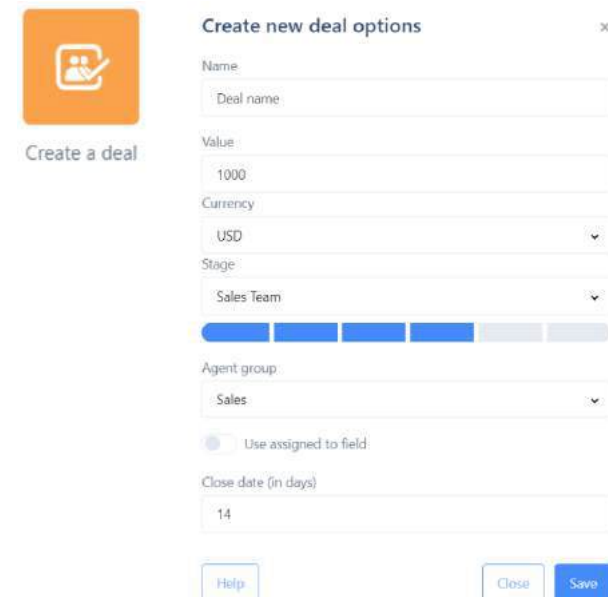 Create new deal options
Name
Deal name
Create a deal
Value
1000
Currency
USD
Stage
Sales Team
Agent group
Sales
Use assigned to field
Close date (in days)
14
Help
Close
Save